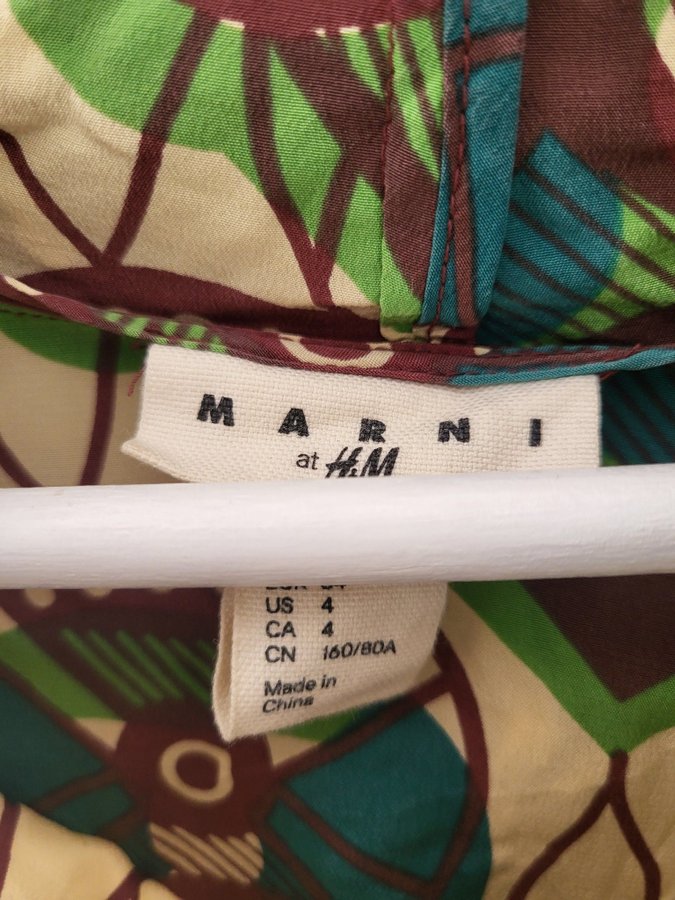 MARNI
at H&M
US 4
CA 4
CN 160/80A
Made in
China